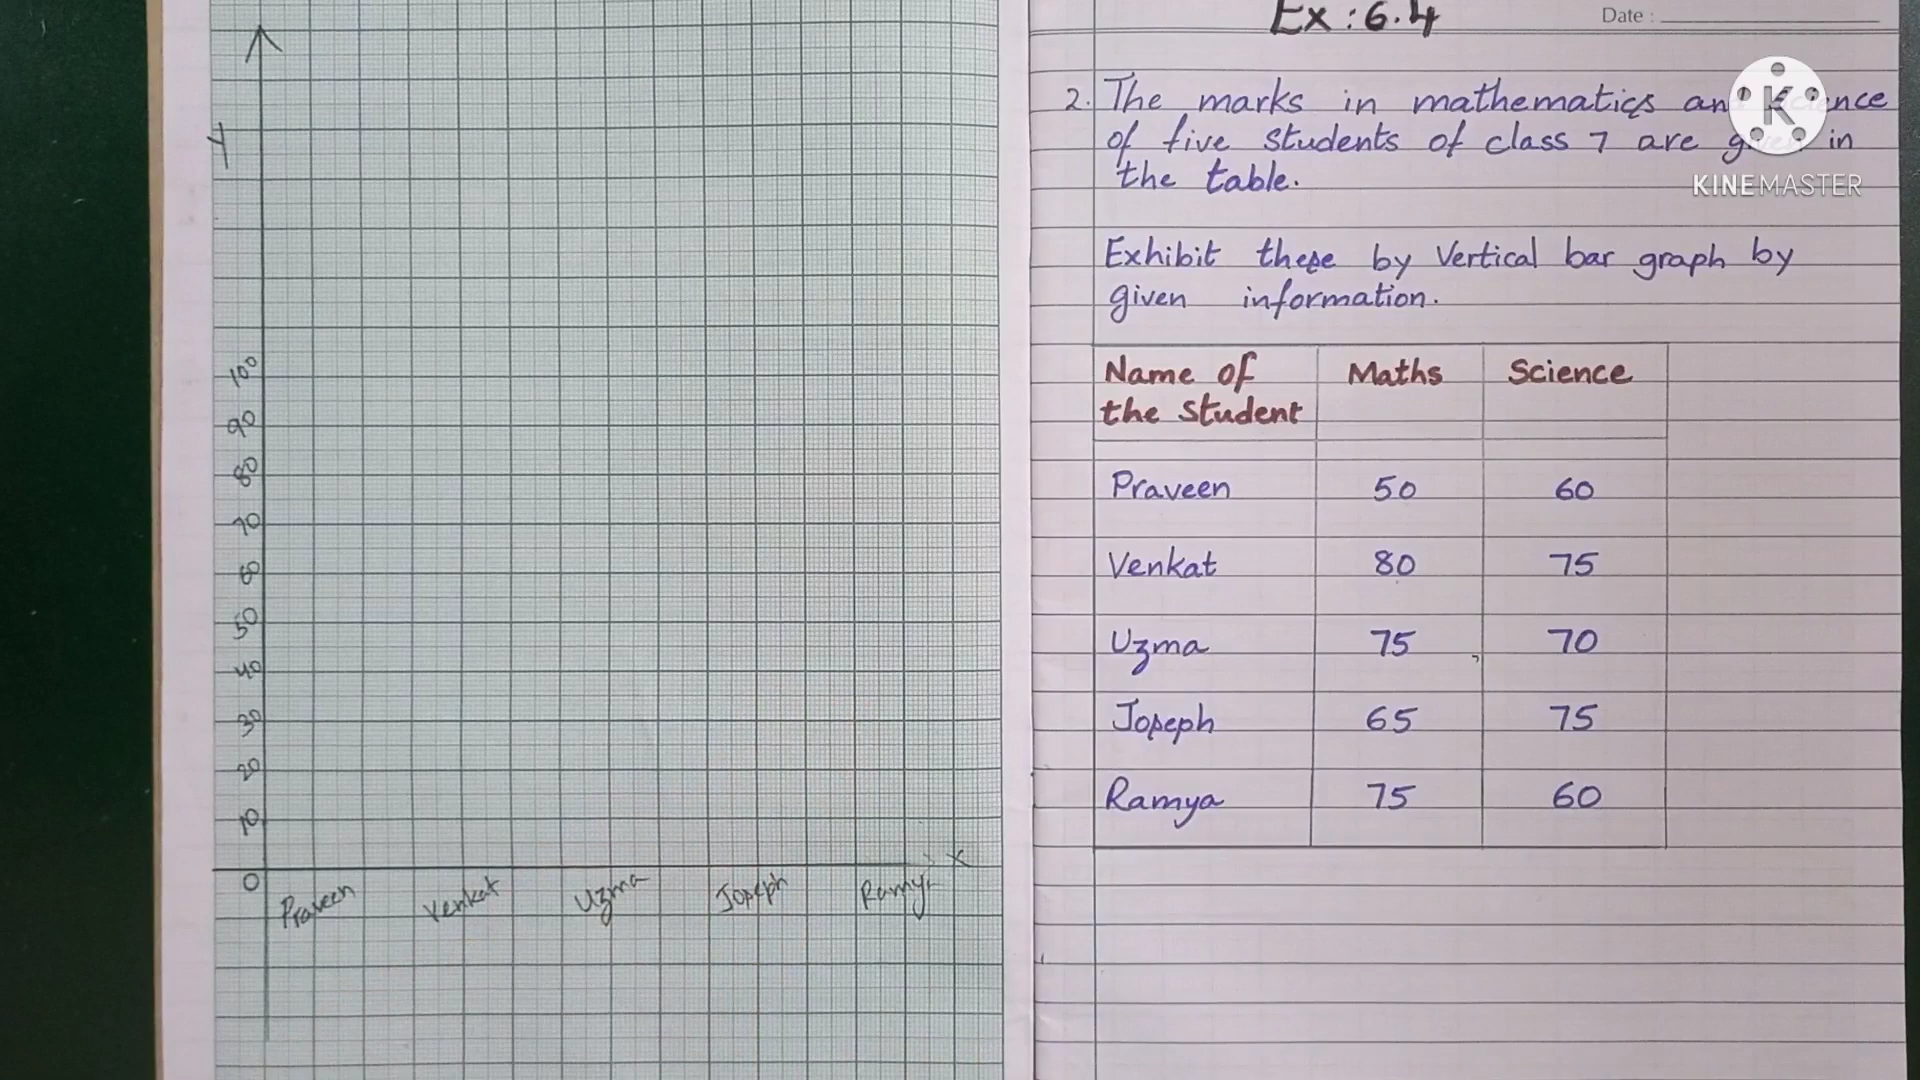 Y
100
90
80
70
60
50
40
30
20
10
0
X
Praveen Venkat Uzma Joseph Ramya
Ex : 6.4
Date :
2. The marks in mathematics and Science
of five students of class 7 are given in
the table.
Exhibit these by Vertical bar graph by
given information.
Name of the Student Maths Science
Praveen 50 60
Venkat 80 75
Uzma 75 70
Joseph 65 75
Ramya 75 60
K
KINEMASTER